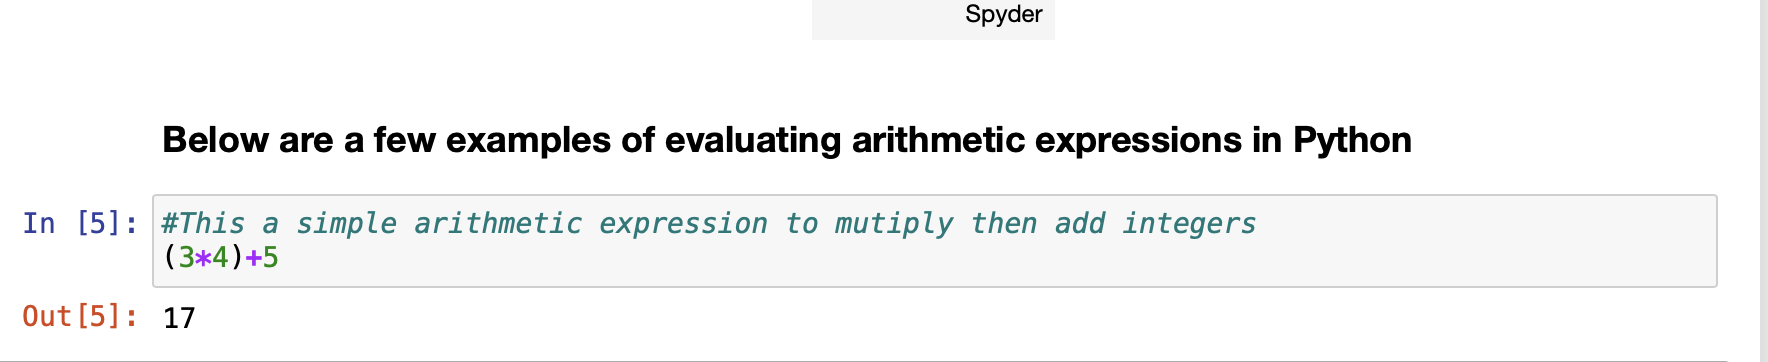 Spyder
Below are a few examples of evaluating arithmetic expressions in Python
In [5]: #This a simple arithmetic expression to mutiply then add integers
(3*4)+5
Out[5]: 17